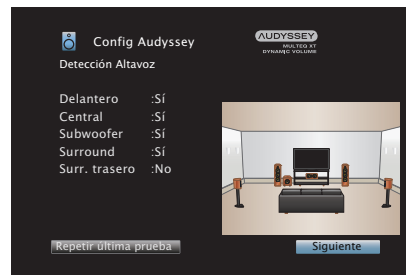 Config Audyssey
AUDYSSEY
MULTEQ XT
DYNAMIC VOLUME
Detección Altavoz
Delantero :Sí
Central :Sí
Subwoofer :Sí
Surround :Sí
Surr. trasero :No
Repetir última prueba
Siguiente